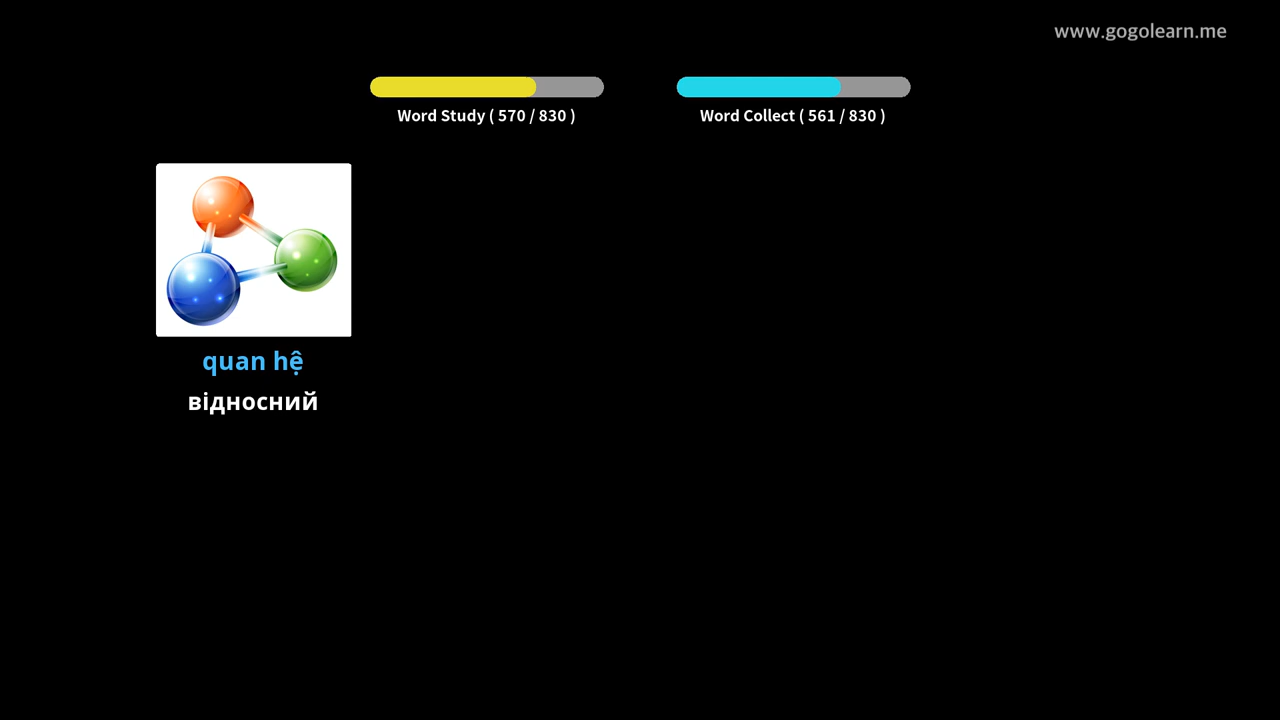 www.gogolearn.me
Word Study ( 570 / 830 )
Word Collect ( 561 / 830 )
quan hệ
відносний